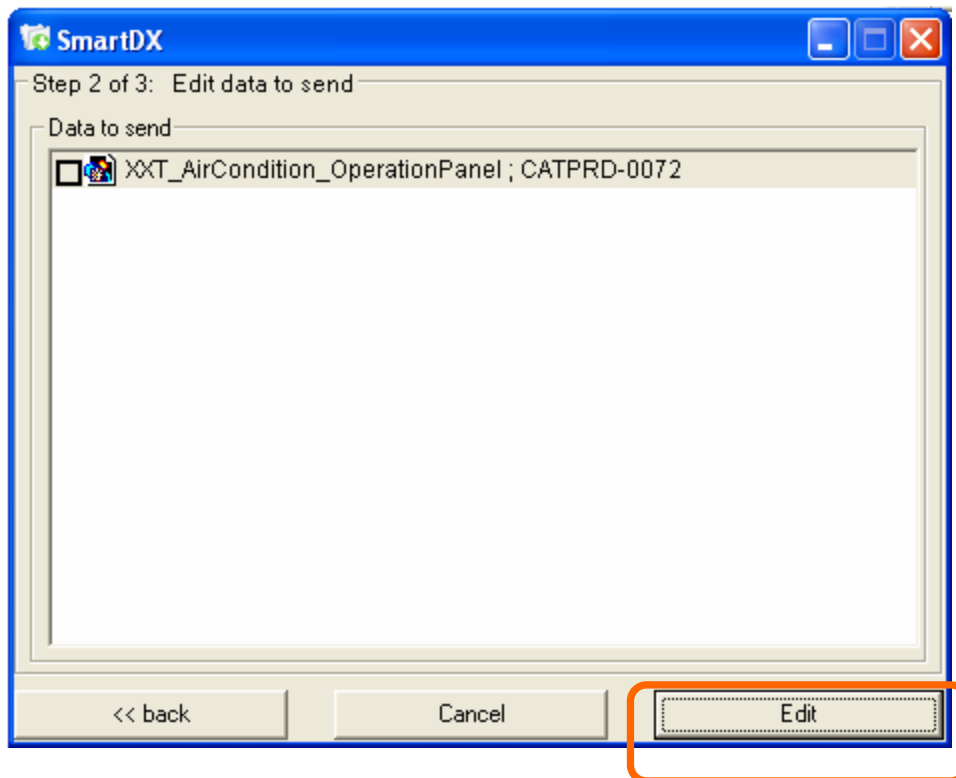 SmartDX
Step 2 of 3: Edit data to send
Data to send
XXT_AirCondition_OperationPanel ; CATPRD-0072
<< back
Cancel
Edit